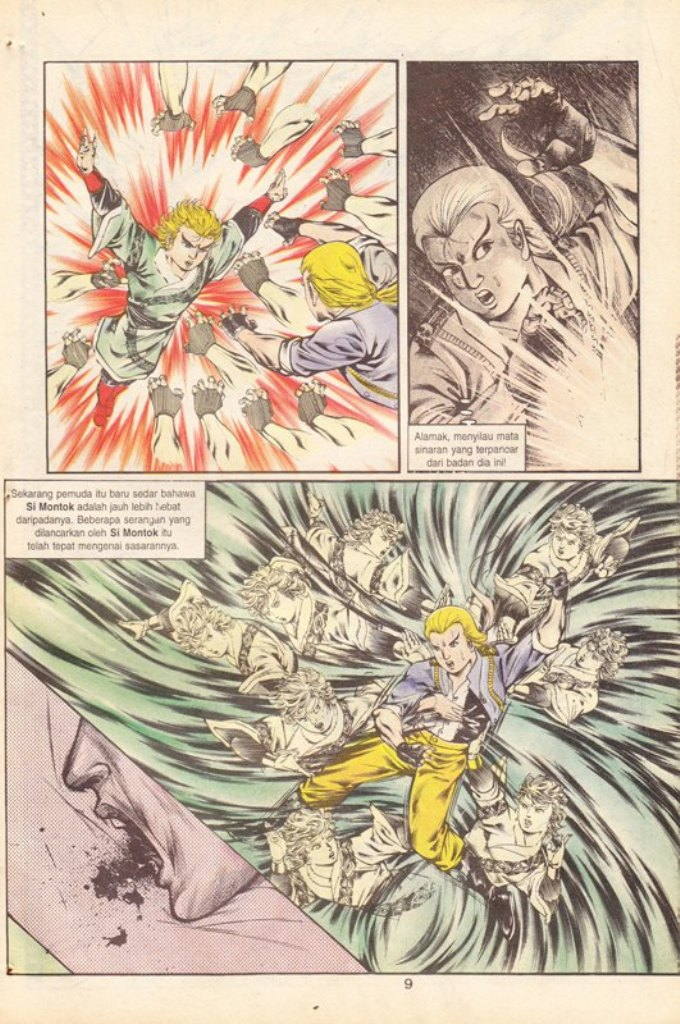 Alamak, menyilau mata
sinaran yang terpancar
dari badan dia ini!
Sekarang pemuda itu baru sedar bahawa
Si Montok adalah jauh lebih hebat
daripadanya. Beberapa serangan yang
dilancarkan oleh Si Montok itu
telah tepat mengenai sasarannya.
9